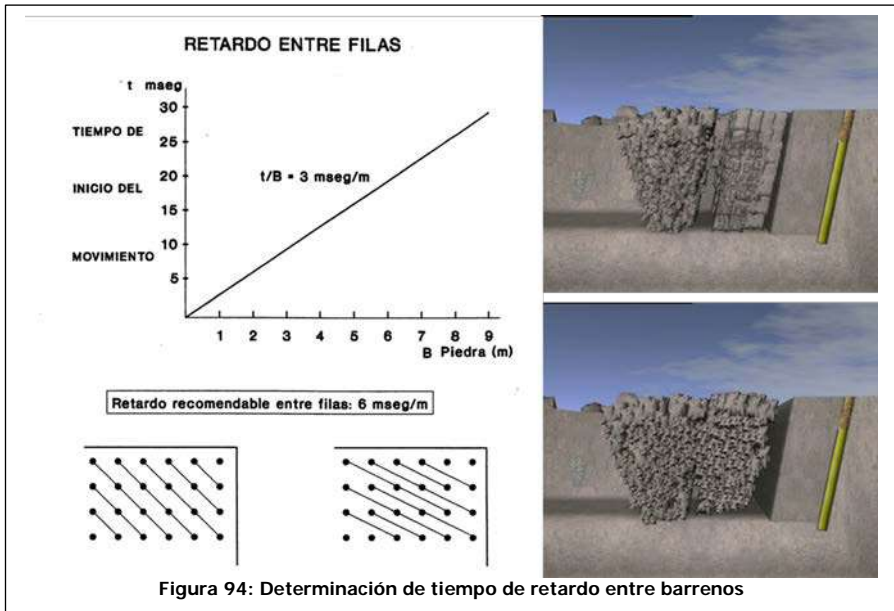 RETARDO ENTRE FILAS
t mseg
30
TIEMPO DE
25
INICIO DEL
20
t/B = 3 mseg/m
15
MOVIMIENTO
10
5
1 2 3 4 5 6 7 8 9
B Piedra (m)
Retardo recomendable entre filas: 6 mseg/m
Figura 94: Determinación de tiempo de retardo entre barrenos